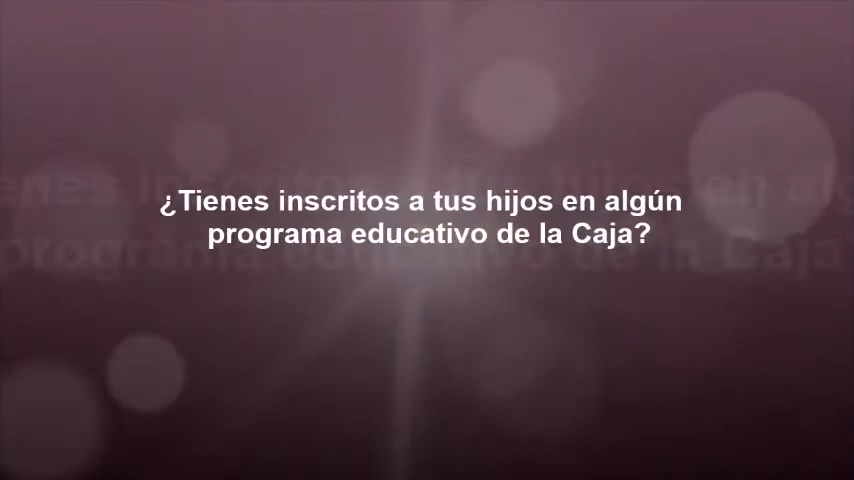 ¿Tienes inscritos a tus hijos en algún
programa educativo de la Caja?